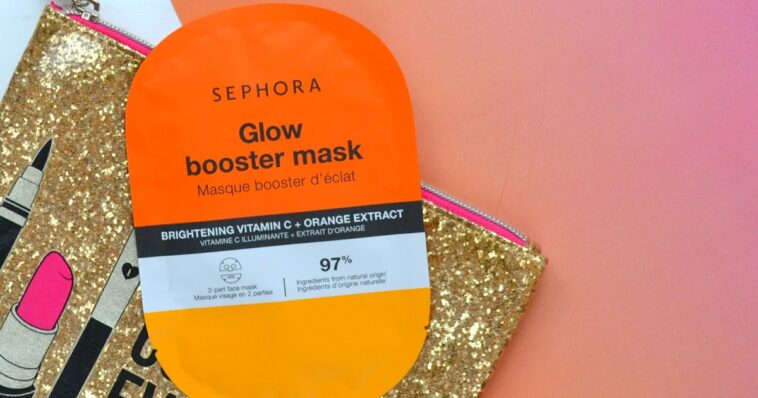 SEPHORA
Glow
booster mask
Masque booster d'éclat
BRIGHTENING VITAMIN C + ORANGE EXTRACT
VITAMINE C ILLUMINANTE + EXTRAIT D'ORANGE
2-part face mask
Masque visage en 2 parties
97%
Ingredients from natural origin*
Ingrédients d'origine naturelle*